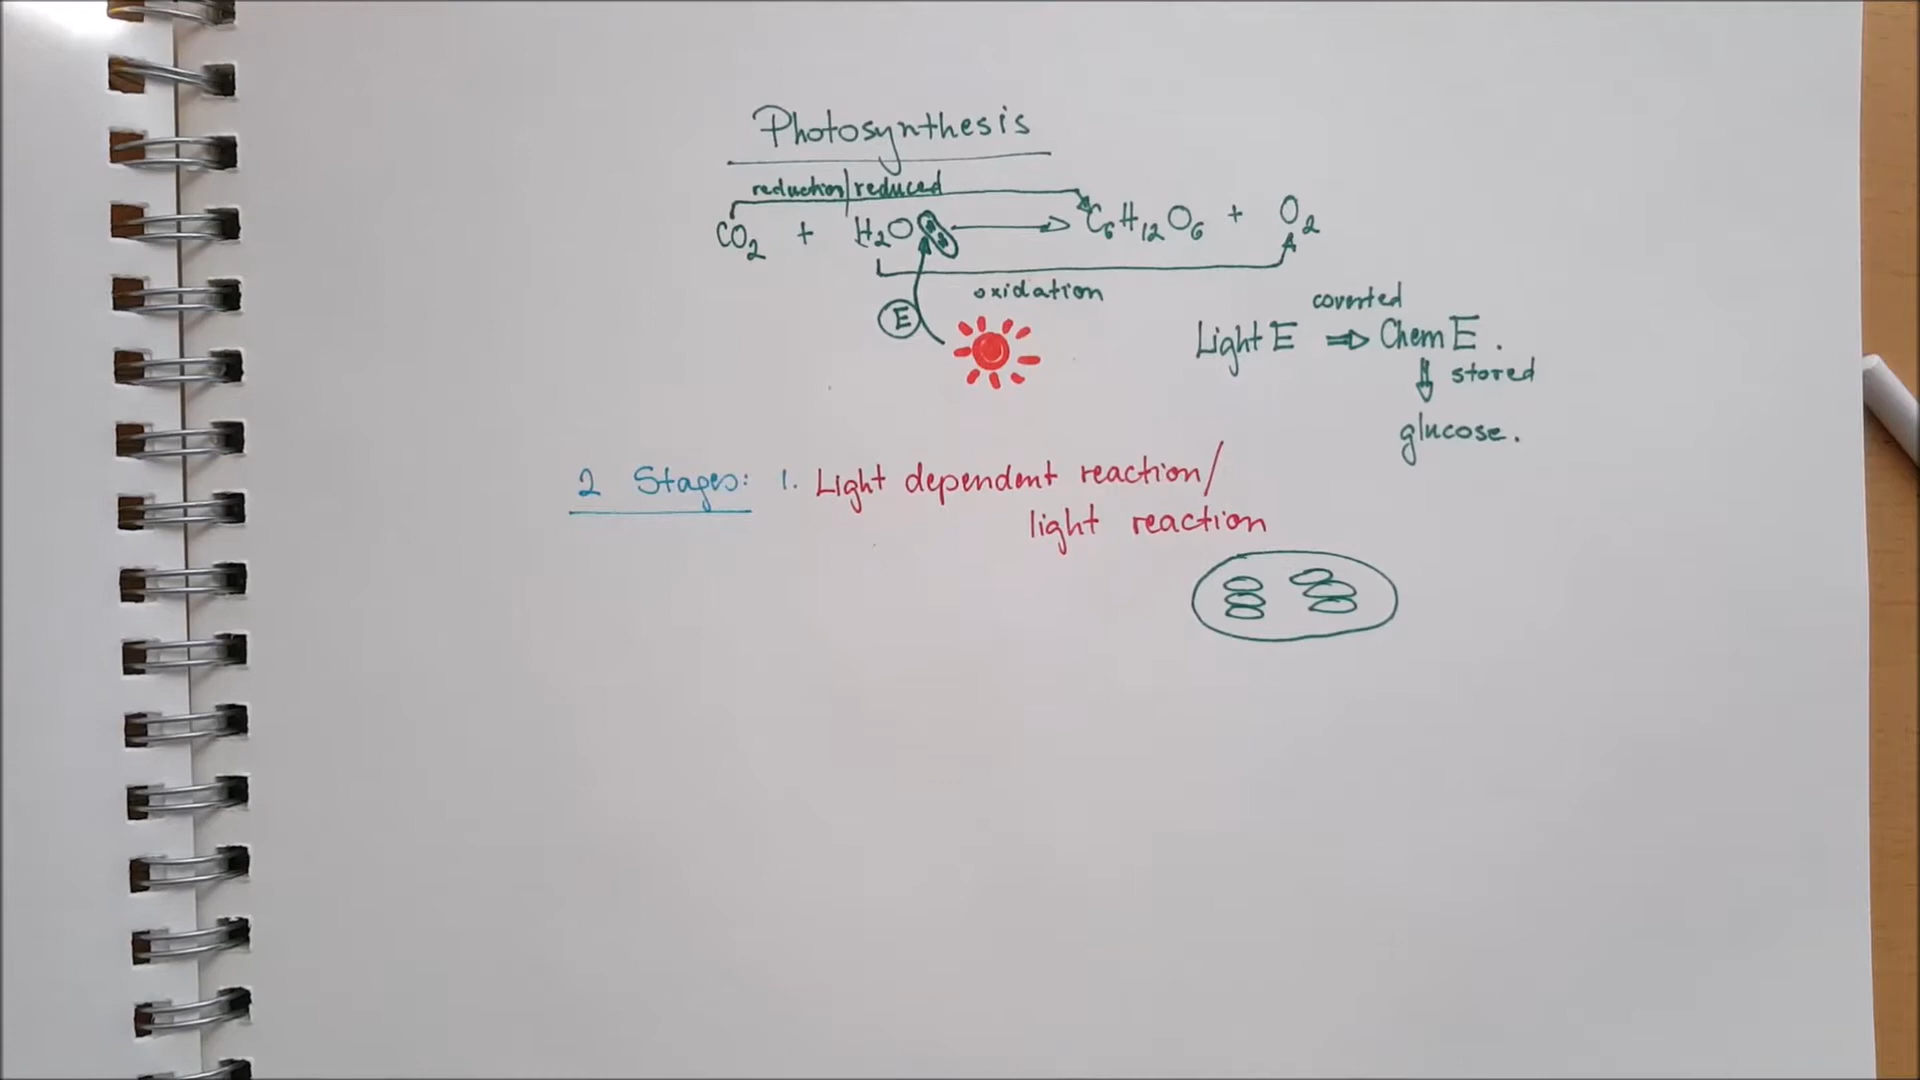 Photosynthesis
reduction/reduced
CO2 + H2O → C6H12O6 + O2
oxidation
E
coverted
Light E ⇒ Chem E.
⇓ stored
glucose.
2 Stages: 1. Light dependent reaction/
light reaction